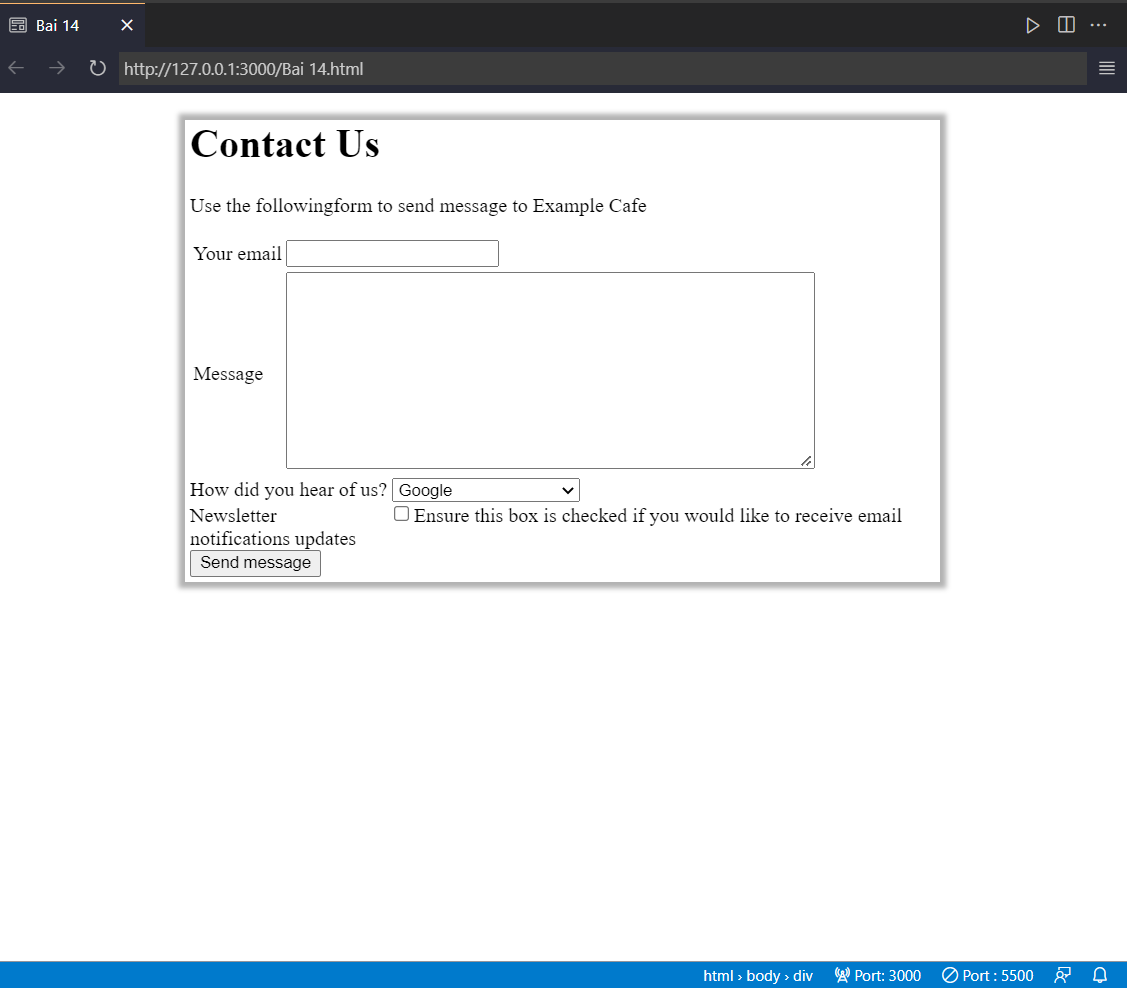 Bai 14
http://127.0.0.1:3000/Bai 14.html
Contact Us
Use the followingform to send message to Example Cafe
Your email
Message
How did you hear of us? Google
Newsletter Ensure this box is checked if you would like to receive email
notifications updates
Send message
html › body › div Port: 3000 Port : 5500